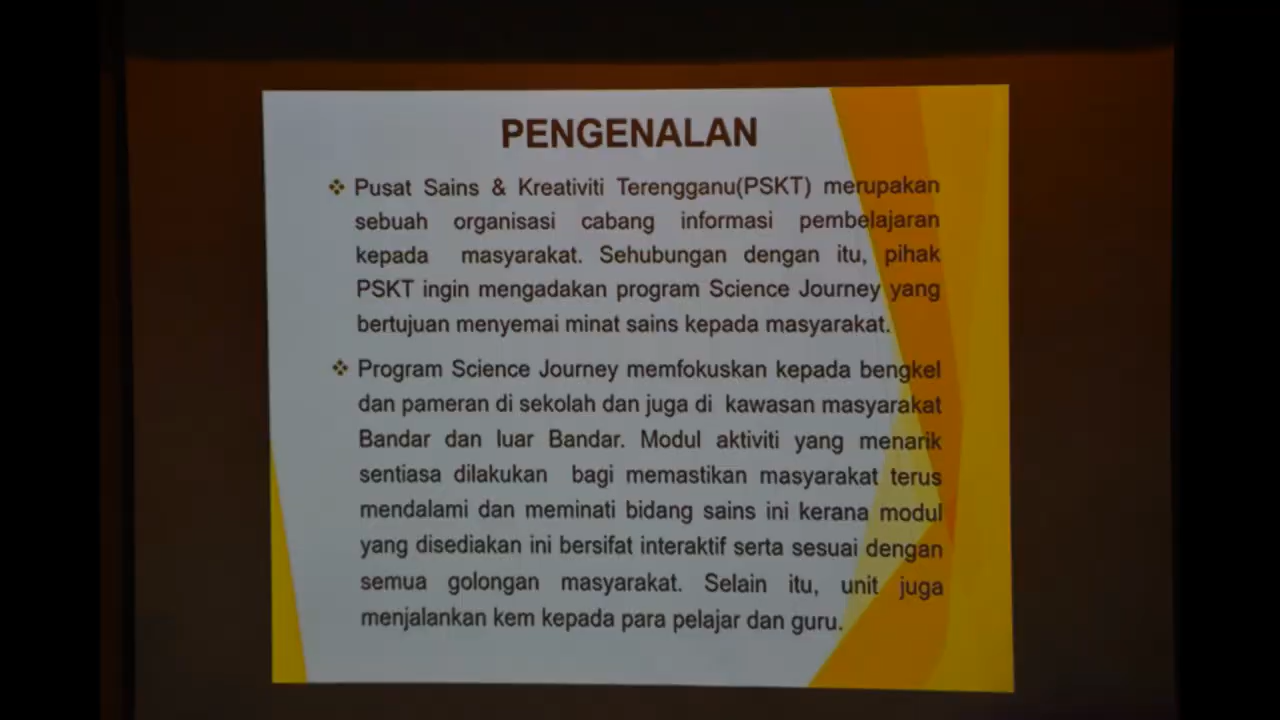 PENGENALAN
❖ Pusat Sains & Kreativiti Terengganu(PSKT) merupakan
sebuah organisasi cabang informasi pembelajaran
kepada masyarakat. Sehubungan dengan itu, pihak
PSKT ingin mengadakan program Science Journey yang
bertujuan menyemai minat sains kepada masyarakat.
❖ Program Science Journey memfokuskan kepada bengkel
dan pameran di sekolah dan juga di kawasan masyarakat
Bandar dan luar Bandar. Modul aktiviti yang menarik
sentiasa dilakukan bagi memastikan masyarakat terus
mendalami dan meminati bidang sains ini kerana modul
yang disediakan ini bersifat interaktif serta sesuai dengan
semua golongan masyarakat. Selain itu, unit juga
menjalankan kem kepada para pelajar dan guru.